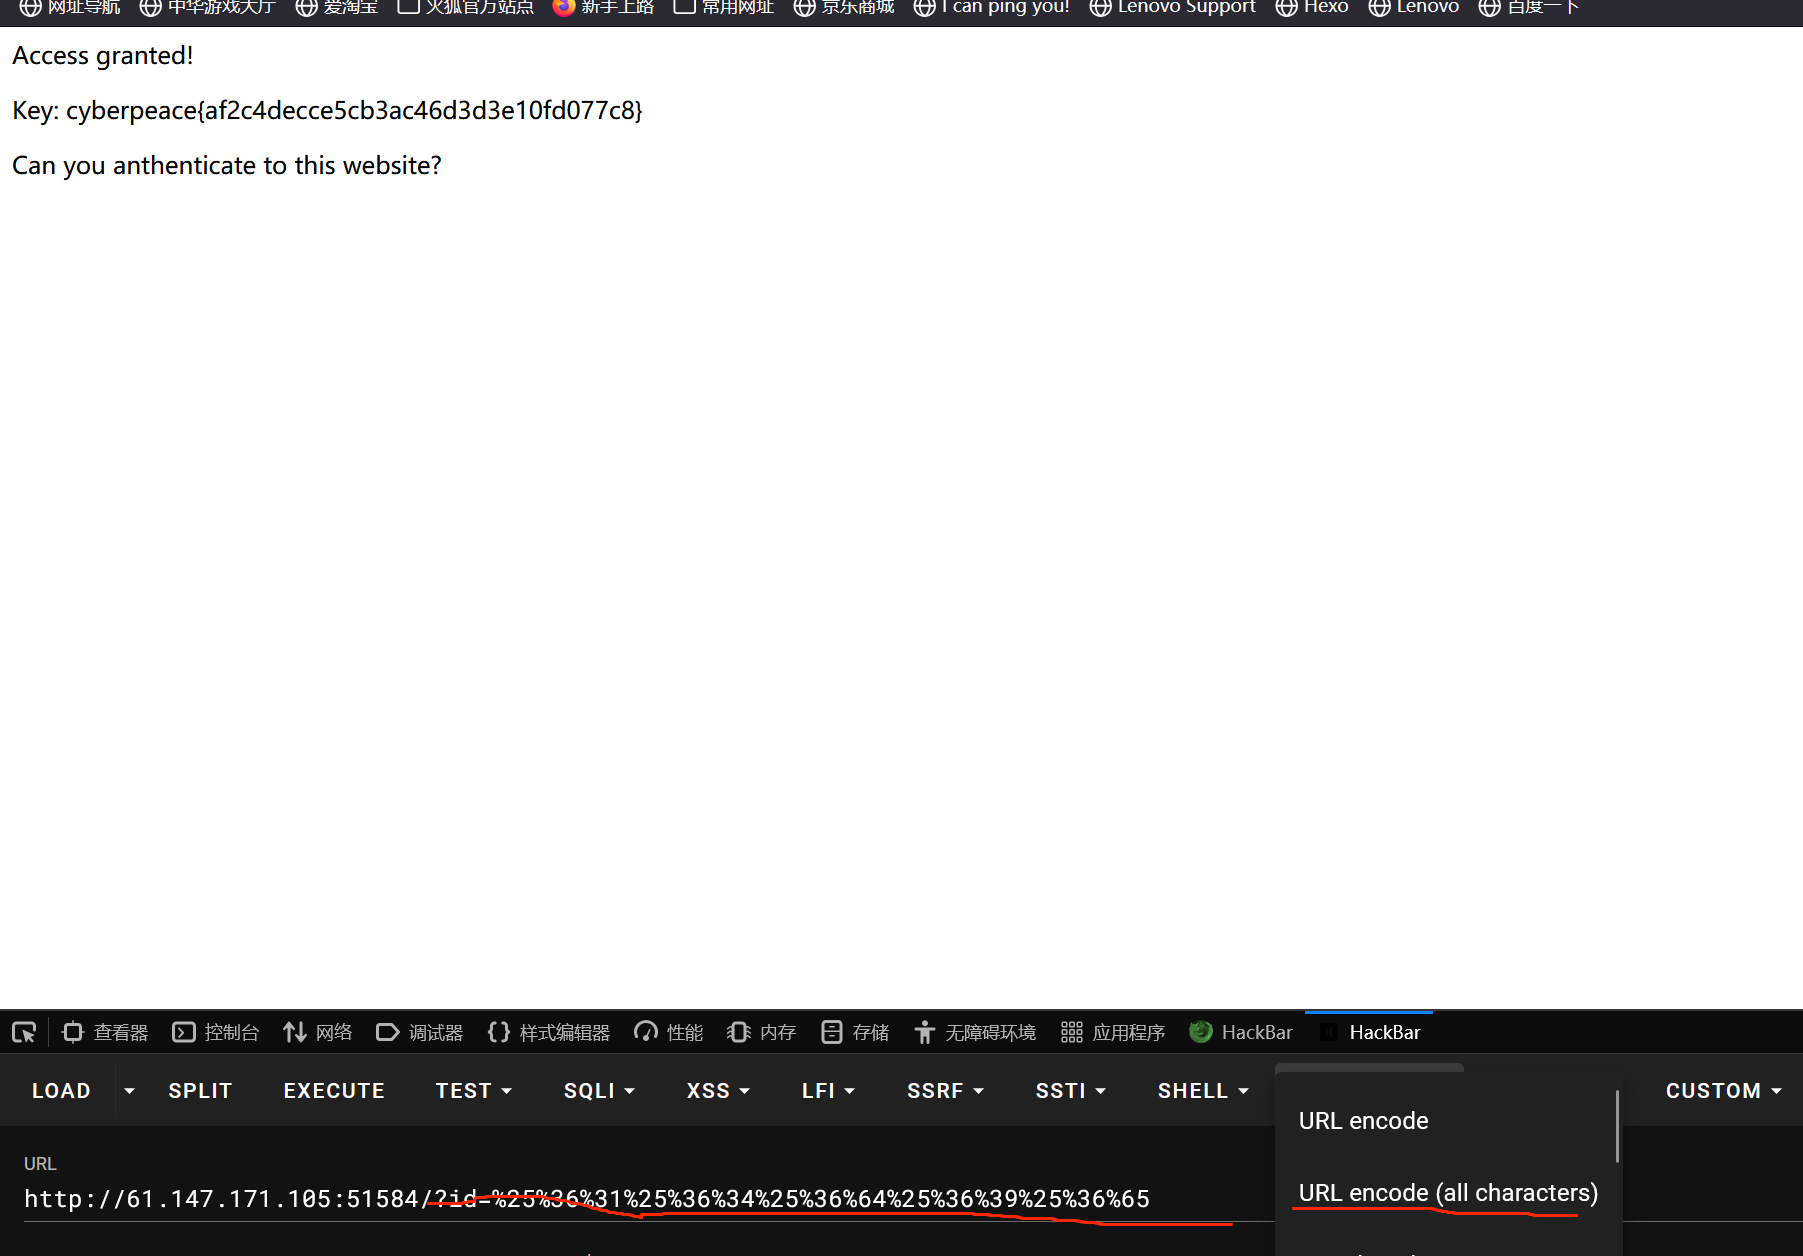 网址导航 中华游戏大厅 爱淘宝 火狐官方站点 新手上路 常用网址 京东商城 I can ping you! Lenovo Support Hexo Lenovo 百度一下
Access granted!
Key: cyberpeace{af2c4decce5cb3ac46d3d3e10fd077c8}
Can you anthenticate to this website?
查看器 控制台 网络 调试器 样式编辑器 性能 内存 存储 无障碍环境 应用程序 HackBar HackBar
LOAD SPLIT EXECUTE TEST SQLI XSS LFI SSRF SSTI SHELL CUSTOM
URL encode
URL
URL encode (all characters)
http://61.147.171.105:51584/?id=%25%36%31%25%36%34%25%36%64%25%36%39%25%36%65